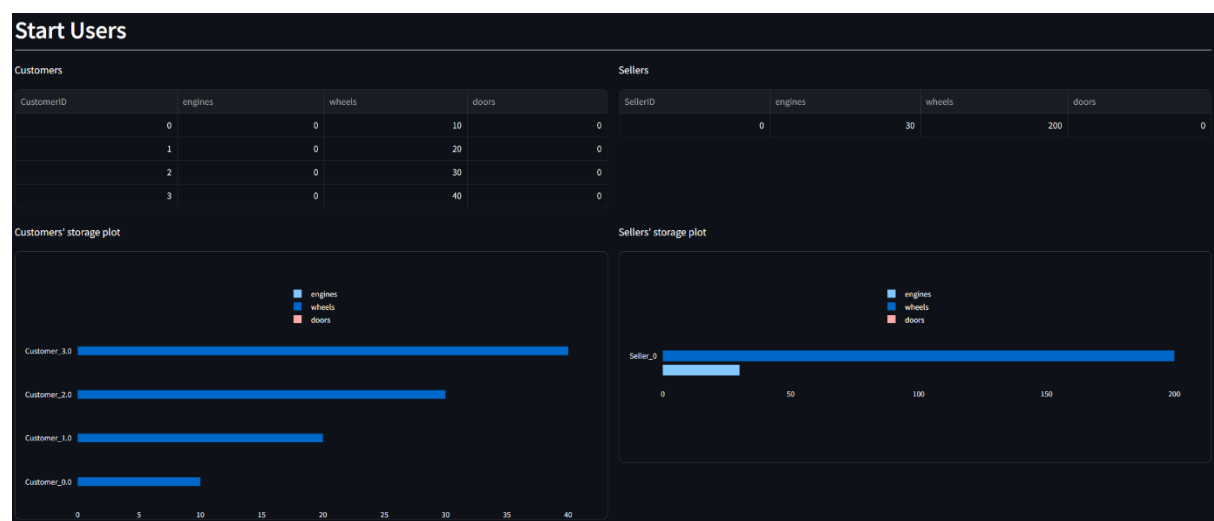 Start Users
Customers
CustomerID engines wheels doors
0 0 10 0
1 0 20 0
2 0 30 0
3 0 40 0
Sellers
SellerID engines wheels doors
0 30 200 0
Customers' storage plot
engines
wheels
doors
Customer_3.0
Customer_2.0
Customer_1.0
Customer_0.0
0 5 10 15 20 25 30 35 40
Sellers' storage plot
engines
wheels
doors
Seller_0
0 50 100 150 200